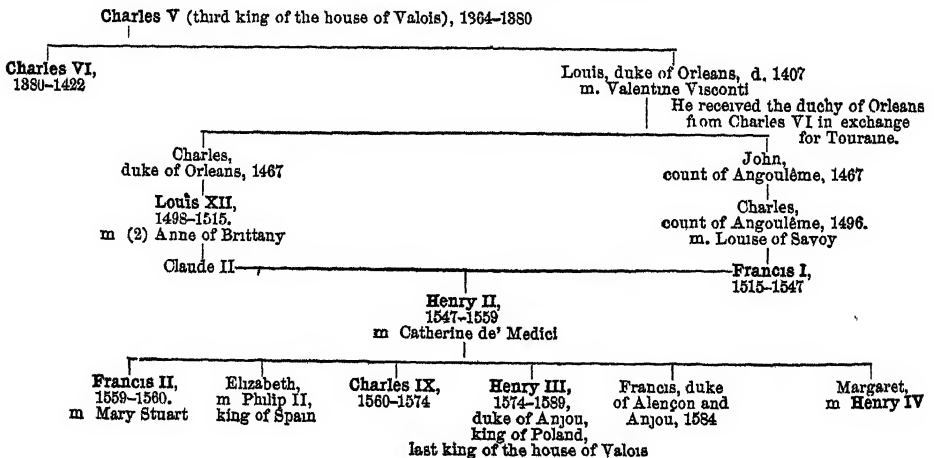 Charles V (third king of the house of Valois), 1364–1380
Charles VI,
1380–1422
Louis, duke of Orleans, d. 1407
m. Valentine Visconti
He received the duchy of Orleans
from Charles VI in exchange
for Touraine.
Charles,
duke of Orleans, 1467
Louis XII,
1498–1515.
m (2) Anne of Brittany
Claude II
John,
count of Angoulême, 1467
Charles,
count of Angoulême, 1496.
m. Louise of Savoy
Francis I,
1515–1547
Henry II,
1547–1559
m Catherine de' Medici
Francis II,
1559–1560.
m Mary Stuart
Elizabeth,
m Philip II,
king of Spain
Charles IX,
1560–1574
Henry III,
1574–1589,
duke of Anjou,
king of Poland,
last king of the house of Valois
Francis, duke
of Alençon and
Anjou, 1584
Margaret,
m Henry IV